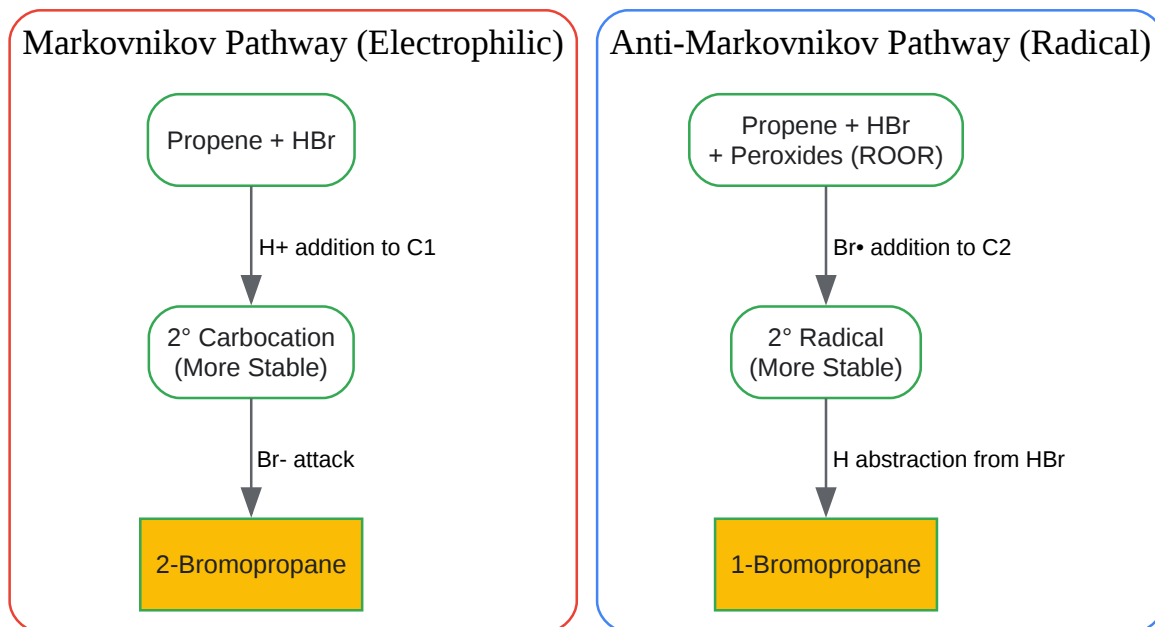 Markovnikov Pathway (Electrophilic)
Propene + HBr
H+ addition to C1
2° Carbocation
(More Stable)
Br- attack
2-Bromopropane
Anti-Markovnikov Pathway (Radical)
Propene + HBr
+ Peroxides (ROOR)
Br• addition to C2
2° Radical
(More Stable)
H abstraction from HBr
1-Bromopropane